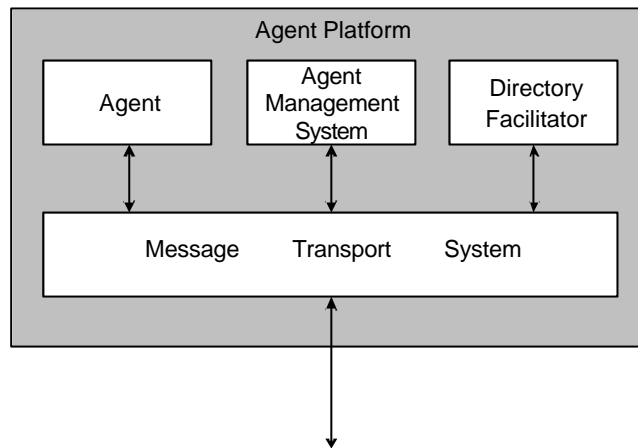 Agent Platform
Agent
Agent
Management
System
Directory
Facilitator
Message Transport System